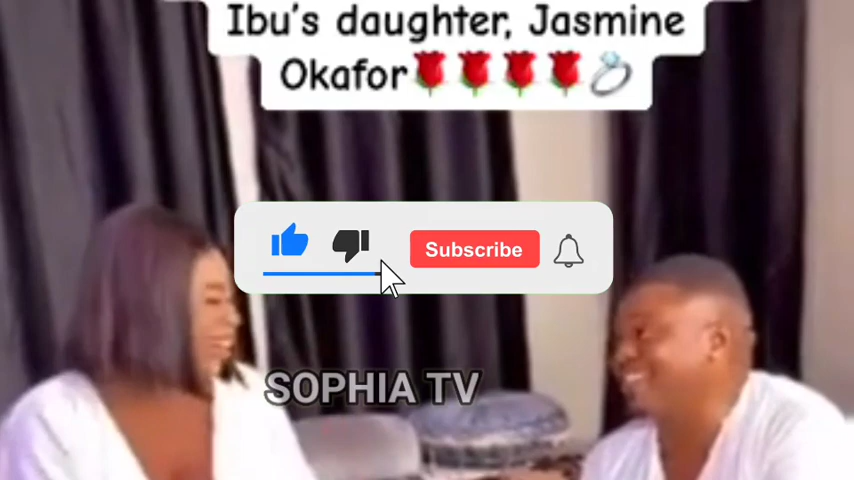 Ibu's daughter, Jasmine
Okafor🌹🌹🌹🌹💍
Subscribe
SOPHIA TV